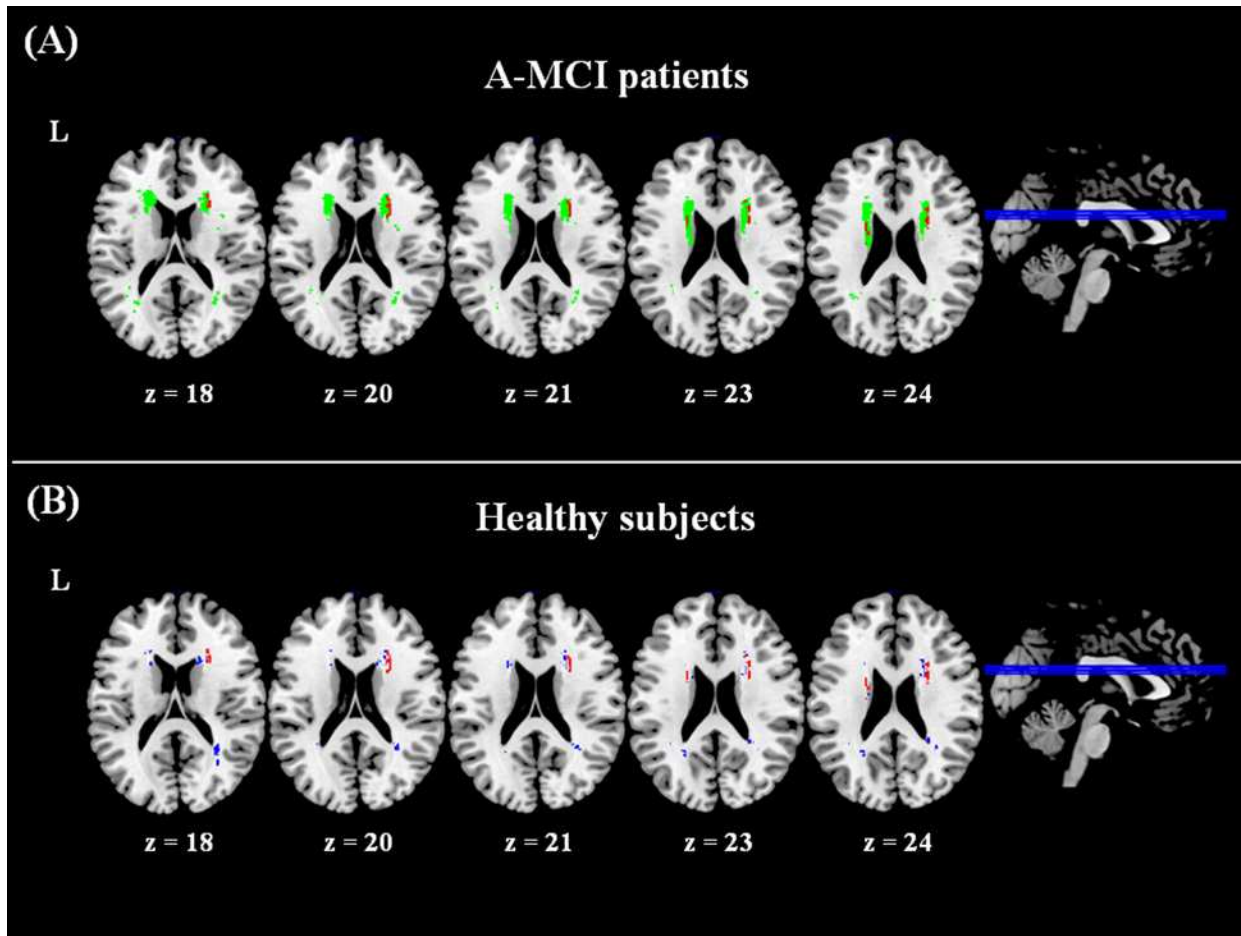 (A)
A-MCI patients
L
z = 18 z = 20 z = 21 z = 23 z = 24
(B)
Healthy subjects
L
z = 18 z = 20 z = 21 z = 23 z = 24